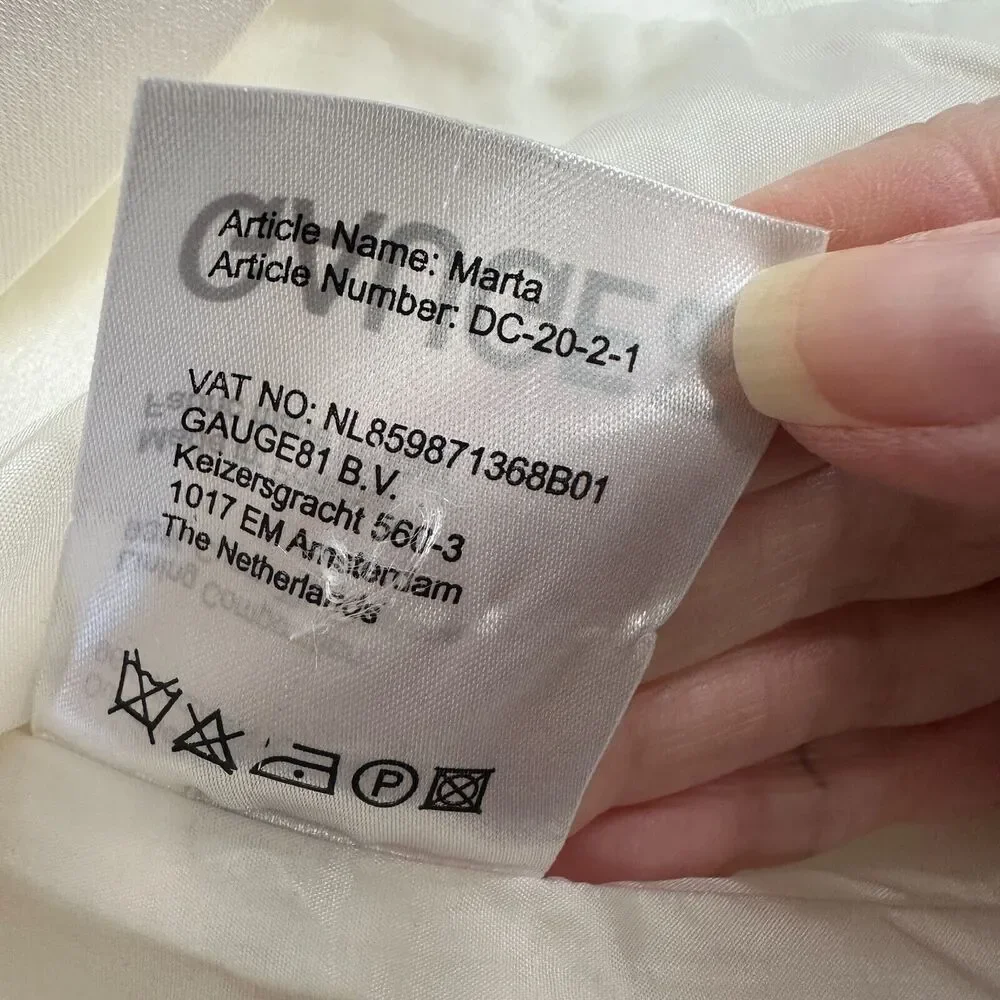 Article Name: Marta
Article Number: DC-20-2-1
VAT NO: NL859871368B01
GAUGE81 B.V.
Keizersgracht 560-3
1017 EM Amsterdam
The Netherlands
P